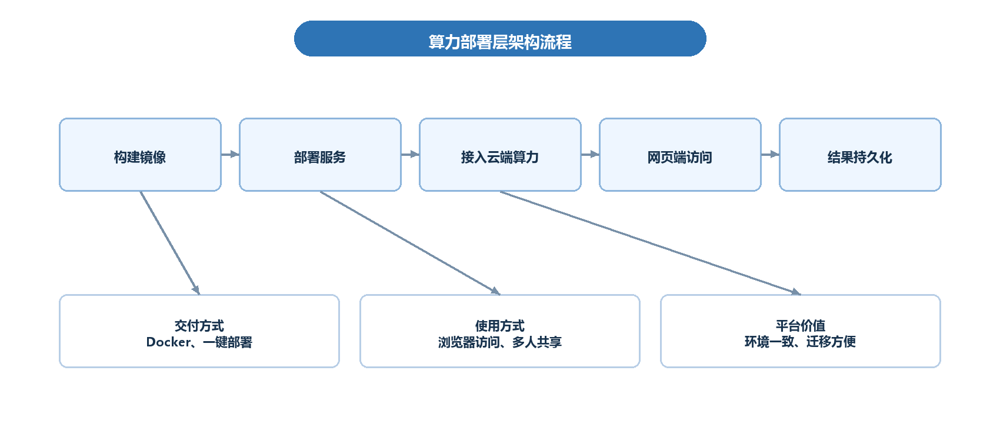 算力部署层架构流程
构建镜像
部署服务
接入云端算力
网页端访问
结果持久化
交付方式
Docker、一键部署
使用方式
浏览器访问、多人共享
平台价值
环境一致、迁移方便